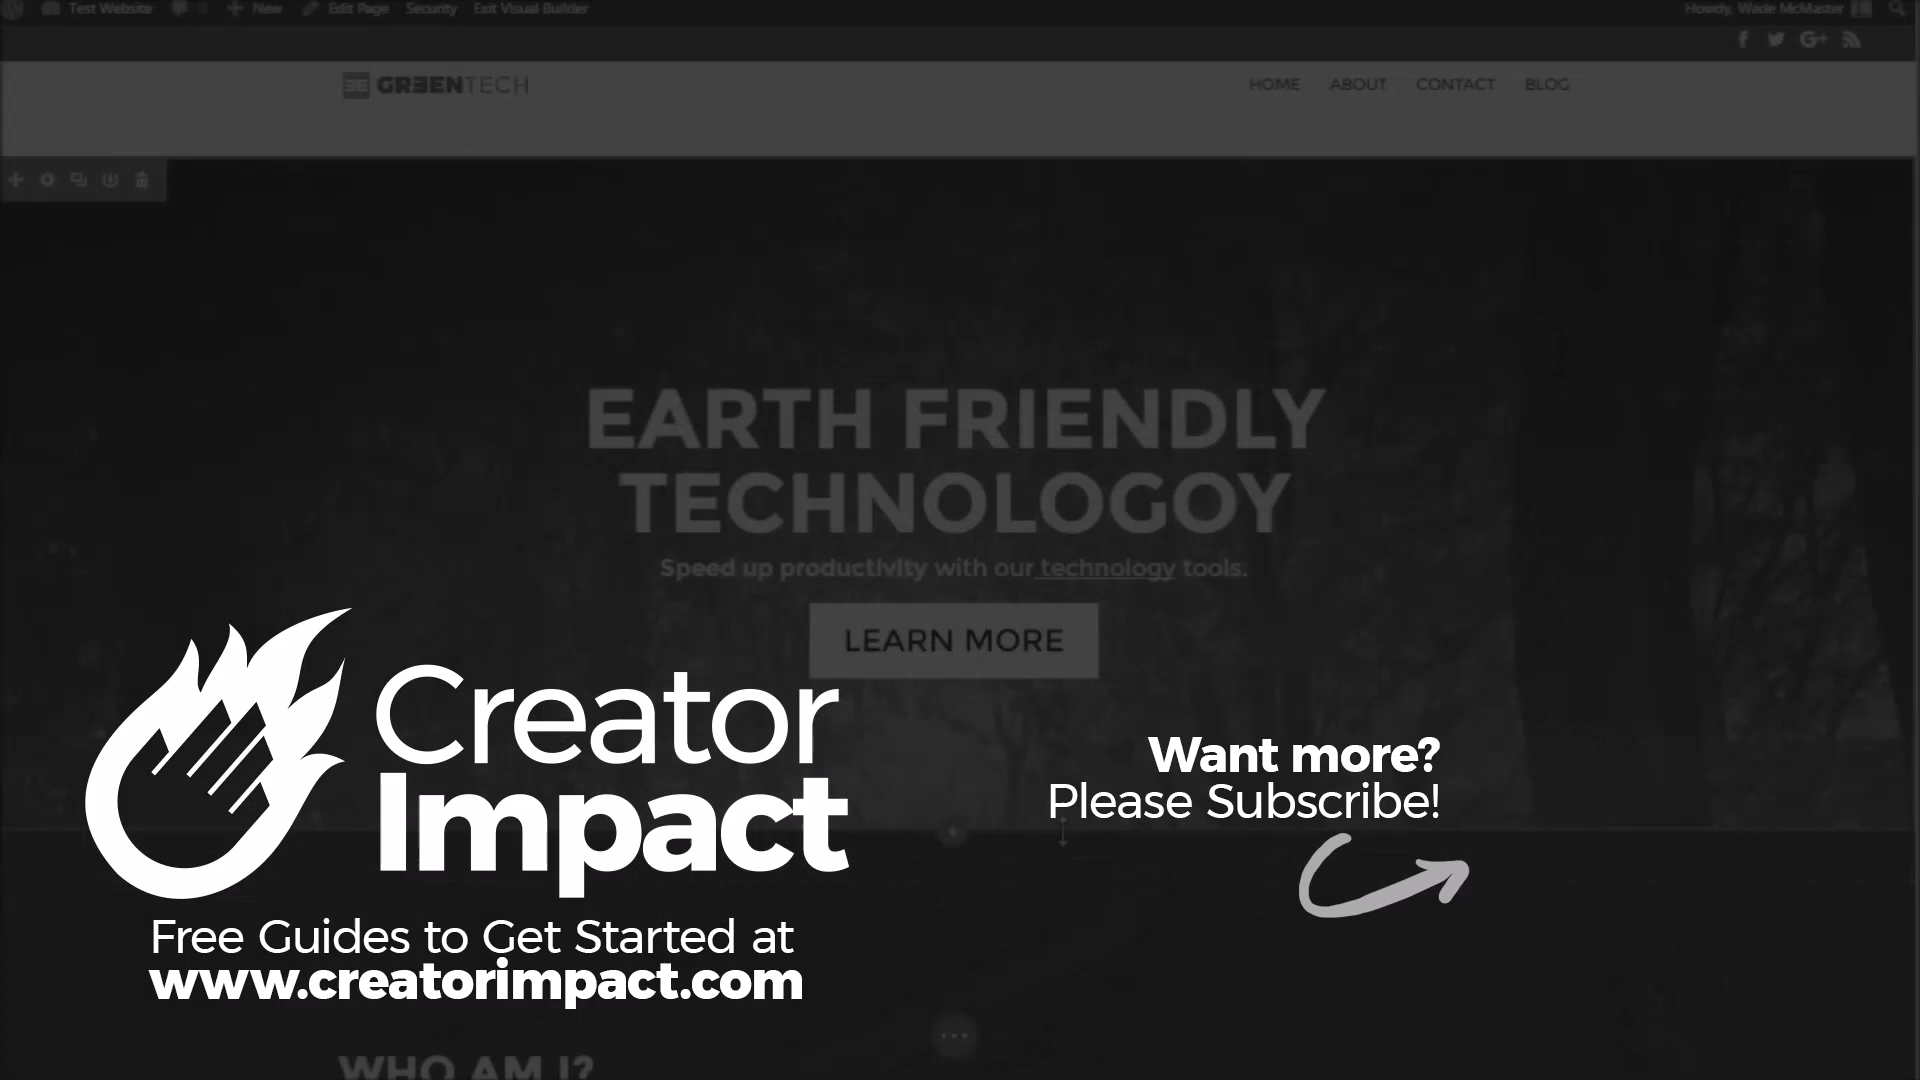 Test Website New Edit Page Security Exit Visual Builder Howdy, Wade McMaster
GREENTECH HOME ABOUT CONTACT BLOG
EARTH FRIENDLY
TECHNOLOGOY
Speed up productivity with our technology tools.
LEARN MORE
Creator
Impact
Want more?
Please Subscribe!
Free Guides to Get Started at
www.creatorimpact.com
WHO AM I?